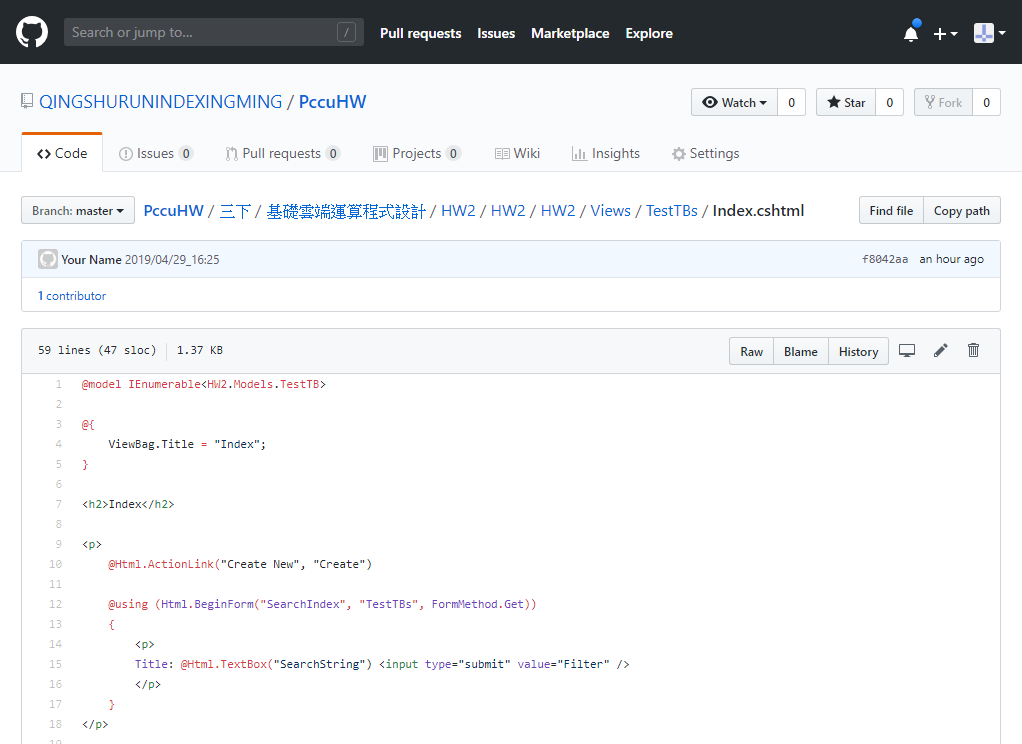 Search or jump to... / Pull requests Issues Marketplace Explore
QINGSHURUNINDEXINGMING / PccuHW Watch 0 Star 0 Fork 0
Code Issues 0 Pull requests 0 Projects 0 Wiki Insights Settings
Branch: master PccuHW / 三下 / 基礎雲端運算程式設計 / HW2 / HW2 / HW2 / Views / TestTBs / Index.cshtml Find file Copy path
Your Name 2019/04/29_16:25 f8042aa an hour ago
1 contributor
59 lines (47 sloc) 1.37 KB Raw Blame History
1 @model IEnumerable<HW2.Models.TestTB>
2
3 @{
4 ViewBag.Title = "Index";
5 }
6
7 <h2>Index</h2>
8
9 <p>
10 @Html.ActionLink("Create New", "Create")
11
12 @using (Html.BeginForm("SearchIndex", "TestTBs", FormMethod.Get))
13 {
14 <p>
15 Title: @Html.TextBox("SearchString") <input type="submit" value="Filter" />
16 </p>
17 }
18 </p>
19